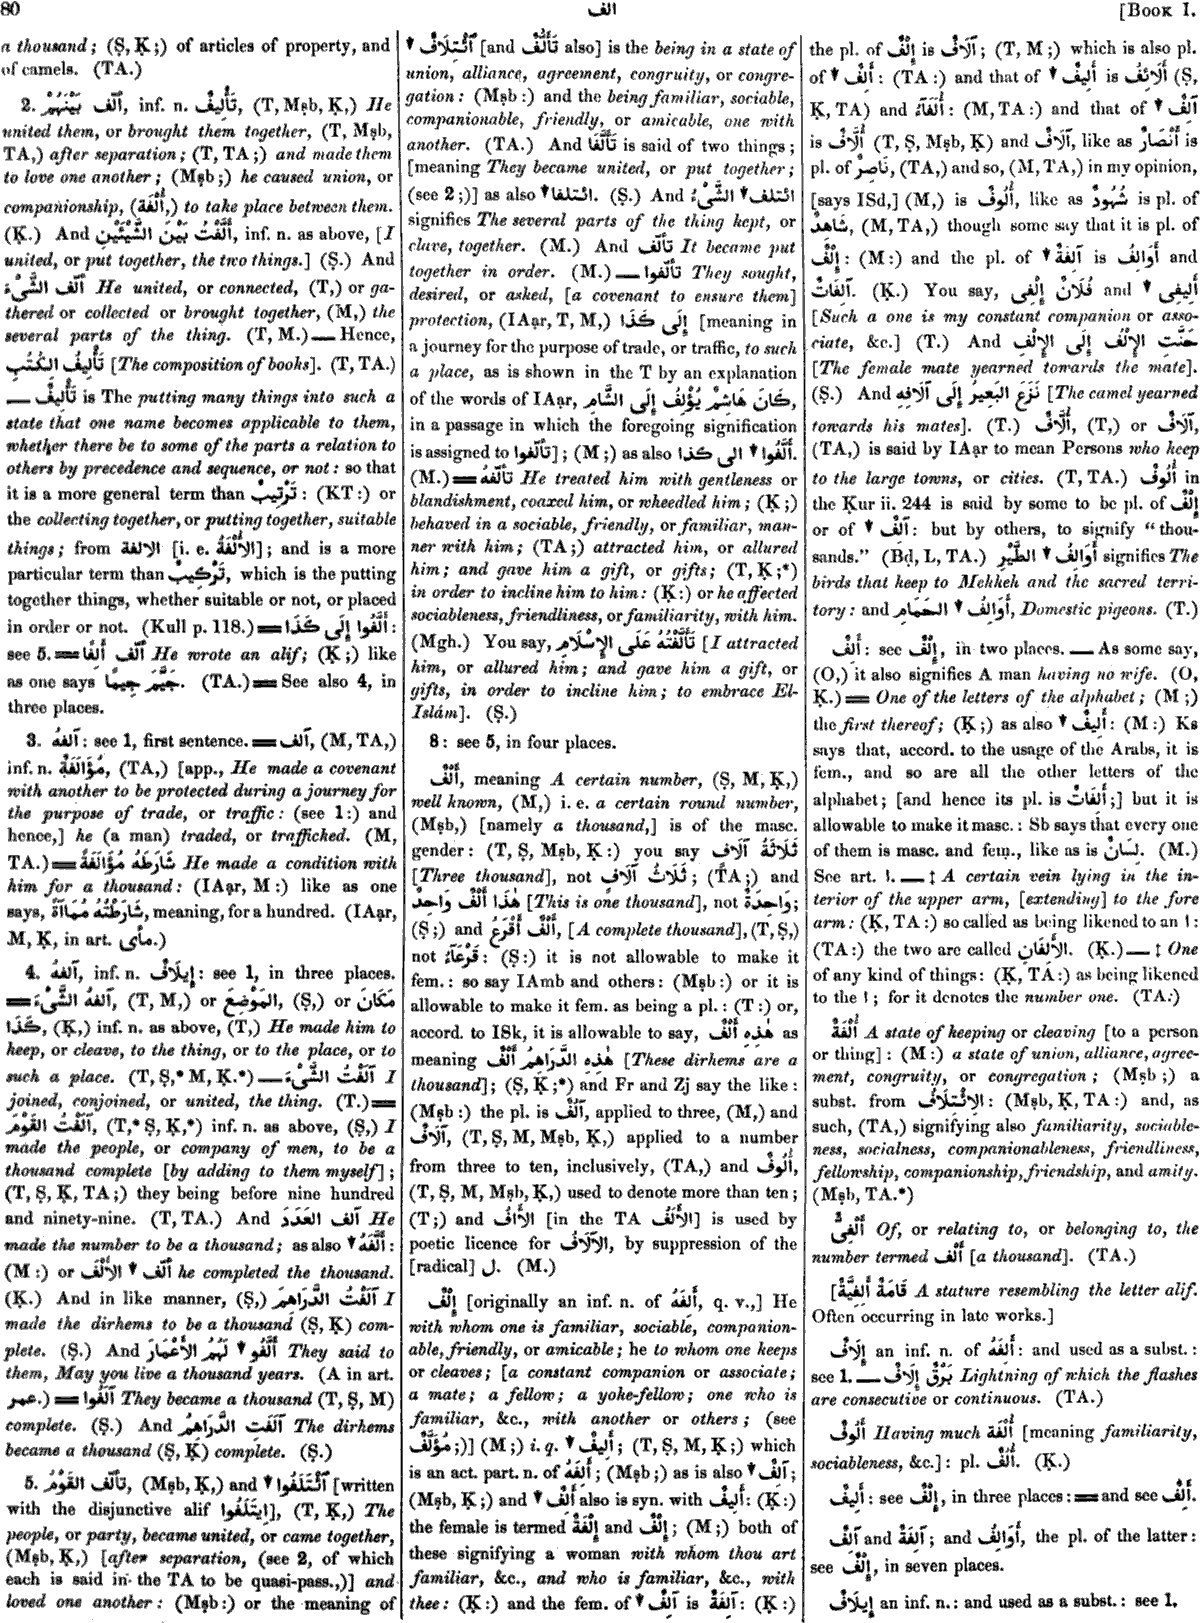 80
الف
[BOOK I.
a thousand; (Ṣ, Ḳ;) of articles of property, and
of camels. (TA.)
2. أَلَّفَ بَيْنَهُمْ, inf. n. تَأْلِيفٌ, (T, Mṣb, Ḳ,) He
united them, or brought them together, (T, Mṣb,
TA,) after separation; (T, TA;) and made them
to love one another; (Mṣb;) he caused union, or
companionship, (أُلْفَة,) to take place between them.
(Ḳ.) And أَلَّفْتُ بَيْنَ الشَّيْئَيْنِ, inf. n. as above, [I
united, or put together, the two things.] (Ṣ.) And
أَلَّفَ الشَّىْءَ He united, or connected, (T,) or ga-
thered or collected or brought together, (M,) the
several parts of the thing. (T, M.) — Hence,
تَأْلِيفُ الكُتُبِ [The composition of books]. (T, TA.)
— تَأْلِيفٌ is The putting many things into such a
state that one name becomes applicable to them,
whether there be to some of the parts a relation to
others by precedence and sequence, or not: so that
it is a more general term than تَرْتِيبٌ: (KT:) or
the collecting together, or putting together, suitable
things; from الالفة [i. e. الأُلْفَةُ]; and is a more
particular term than تَرْكِيبٌ, which is the putting
together things, whether suitable or not, or placed
in order or not. (Kull p. 118.) = أَلَّفُوا إِلَى كَذَا:
see 5. = أَلَّفَ أَلِفًا He wrote an alif; (Ḳ;) like
as one says جَيَّمَ جِيمًا. (TA.) = See also 4, in
three places.
3. آلفهُ: see 1, first sentence. = آلف, (M, TA,)
inf. n. مُؤَالَفَةٌ, (TA,) [app., He made a covenant
with another to be protected during a journey for
the purpose of trade, or traffic: (see 1:) and
hence,] he (a man) traded, or trafficked. (M,
TA.) = شَارَطَهُ مُؤَالَفَةً He made a condition with
him for a thousand: (IAạr, M:) like as one
says, شَارَطْتُهُ مُمَاآةً, meaning, for a hundred. (IAạr,
M, Ḳ, in art. مأى.)
4. آلفهُ, inf. n. إِيلَافٌ: see 1, in three places.
= آلفهُ الشَّىْءَ, (T, M,) or المَوْضِعَ, (Ṣ,) or مَكَانَ
كَذَا, (Ḳ,) inf. n. as above, (T,) He made him to
keep, or cleave, to the thing, or to the place, or to
such a place. (T, Ṣ,* M, Ḳ.*) — آلَفْتُ الشَّىْءَ I
joined, conjoined, or united, the thing. (T.) =
آلَفْتُ القَوْمَ, (T,* Ṣ, Ḳ,*) inf. n. as above, (Ṣ,) I
made the people, or company of men, to be a
thousand complete [by adding to them myself];
(T, Ṣ, Ḳ, TA;) they being before nine hundred
and ninety-nine. (T, TA.) And آلف العَدَدَ He
made the number to be a thousand; as also ▾ أَلَّفَهُ:
(M:) or ▾ أَلَّفَ الأَلْفَ he completed the thousand.
(Ḳ.) And in like manner, (Ṣ,) آلَفْتُ الدَّرَاهِمَ I
made the dirhems to be a thousand (Ṣ, Ḳ) com-
plete. (Ṣ.) And ▾ أَلَّفُوا لَهُمُ الأَعْمَارَ They said to
them, May you live a thousand years. (A in art.
عمر.) = آلَفُوا They became a thousand (T, Ṣ, M)
complete. (Ṣ.) And آلَفَتِ الدَّرَاهِمُ The dirhems
became a thousand (Ṣ, Ḳ) complete. (Ṣ.)
5. تألّف القَوْمُ, (Mṣb, Ḳ,) and ▾ اِئْتَلَفُوا [written
with the disjunctive alif اِيتَلَفُوا], (T, Ḳ,) The
people, or party, became united, or came together,
(Mṣb, Ḳ,) [after separation, (see 2, of which
each is said in the TA to be quasi-pass.,)] and
loved one another: (Mṣb:) or the meaning of
▾ اِئْتِلَافٌ [and تَأَلُّفٌ also] is the being in a state of
union, alliance, agreement, congruity, or congre-
gation: (Mṣb:) and the being familiar, sociable,
companionable, friendly, or amicable, one with
another. (TA.) And تَأَلَّفَا is said of two things;
[meaning They became united, or put together;
(see 2;)] as also ▾ ائتلفا. (Ṣ.) And ▾ ائتلف الشَّىْءُ
signifies The several parts of the thing kept, or
clave, together. (M.) And تألّف It became put
together in order. (M.) — تألّفوا They sought,
desired, or asked, [a covenant to ensure them]
protection, (IAạr, T, M,) إِلَى كَذَا [meaning in
a journey for the purpose of trade, or traffic, to such
a place, as is shown in the T by an explanation
of the words of IAạr, كَانَ هَاشِمٌ يُؤَلِّفُ إِلَى الشَّامِ,
in a passage in which the foregoing signification
is assigned to تألّفوا]; (M;) as also ▾ أَلَّفُوا الى كذا.
(M.) = تألّفهُ He treated him with gentleness or
blandishment, coaxed him, or wheedled him; (Ḳ;)
behaved in a sociable, friendly, or familiar, man-
ner with him; (TA;) attracted him, or allured
him; and gave him a gift, or gifts; (T, Ḳ;*)
in order to incline him to him: (Ḳ:) or he affected
sociableness, friendliness, or familiarity, with him.
(Mgh.) You say, تَأَلَّفْتُهُ عَلَى الإِسْلَامِ [I attracted
him, or allured him; and gave him a gift, or
gifts, in order to incline him; to embrace El-
Islám]. (Ṣ.)
8: see 5, in four places.
أَلْفٌ, meaning A certain number, (Ṣ, M, Ḳ,)
well known, (M,) i. e. a certain round number,
(Mṣb,) [namely a thousand,] is of the masc.
gender: (T, Ṣ, Mṣb, Ḳ:) you say ثَلَاثَةُ آلَافٍ
[Three thousand], not ثَلَاثُ آلَافٍ; (TA;) and
هٰذَا أَلْفٌ وَاحِدٌ [This is one thousand], not وَاحِدَةٌ;
(Ṣ;) and أَلْفٌ أَقْرَعُ, [A complete thousand], (T, Ṣ,)
not قَرْعَآءُ: (Ṣ:) it is not allowable to make it
fem.: so say IAmb and others: (Mṣb:) or it is
allowable to make it fem. as being a pl.: (T:) or,
accord. to ISk, it is allowable to say, هٰذِهِ أَلْفٌ as
meaning هٰذِهِ الدَّرَاهِمُ أَلْفٌ [These dirhems are a
thousand]; (Ṣ, Ḳ;*) and Fr and Zj say the like:
(Mṣb:) the pl. is آلُفٌ, applied to three, (M,) and
آلَافٌ, (T, Ṣ, M, Mṣb, Ḳ,) applied to a number
from three to ten, inclusively, (TA,) and أُلُوفٌ,
(T, Ṣ, M, Mṣb, Ḳ,) used to denote more than ten;
(T;) and الأَلَافُ [in the TA الأَلَفُ] is used by
poetic licence for الآلَافُ, by suppression of the
[radical] ل. (M.)
إِلْفٌ [originally an inf. n. of أَلِفَهُ, q. v.,] He
with whom one is familiar, sociable, companion-
able, friendly, or amicable; he to whom one keeps
or cleaves; [a constant companion or associate;
a mate; a fellow; a yoke-fellow; one who is
familiar, &c., with another or others; (see
مُؤَلَّفٌ;)] (M;) i. q. ▾ أَلِيفٌ; (T, Ṣ, M, Ḳ;) which
is an act. part. n. of أَلِفَهُ; (Mṣb;) as is also ▾ آلِفٌ;
(Mṣb, Ḳ;) and ▾ أَلِفٌ also is syn. with أَلِيفٌ: (Ḳ:)
the female is termed إِلْفَةٌ and إِلْفٌ; (M;) both of
these signifying a woman with whom thou art
familiar, &c., and who is familiar, &c., with
thee: (Ḳ:) and the fem. of ▾ آلِفٌ is آلِفَةٌ: (Ḳ:)
the pl. of إِلْفٌ is آلَافٌ; (T, M;) which is also pl.
of ▾ أَلِفٌ: (TA:) and that of ▾ أَلِيفٌ is أَلَائِفُ (Ṣ,
Ḳ, TA) and أُلَفَآءُ: (M, TA:) and that of ▾ آلِفٌ
is أُلَّافٌ (T, Ṣ, Mṣb, Ḳ) and آلَافٌ, like as أَنْصَارٌ is
pl. of نَاصِرٌ, (TA,) and so, (M, TA,) in my opinion,
[says ISd,] (M,) is أُلُوفٌ, like as شُهُودٌ is pl. of
شَاهِدٌ, (M, TA,) though some say that it is pl. of
إِلْفٌ: (M:) and the pl. of ▾ آلِفَةٌ is أَوَالِفُ and
آلِفَاتٌ. (Ḳ.) You say, فُلَانٌ إِلْفِى and ▾ أَلِيفِى
[Such a one is my constant companion or asso-
ciate, &c.] (T.) And حَنَّتِ الإِلْفُ إِلَى الإِلْفِ
[The female mate yearned towards the mate].
(Ṣ.) And نَزَعَ البَعِيرُ إِلَى آلَافِهِ [The camel yearned
towards his mates]. (T.) أُلَّافٌ, (T,) or آلَافٌ,
(TA,) is said by IAạr to mean Persons who keep
to the large towns, or cities. (T, TA.) أُلُوفٌ in
the Ḳur ii. 244 is said by some to be pl. of إِلْفٌ
or of ▾ آلِفٌ: but by others, to signify “thou-
sands.” (Bḍ, L, TA.) ▾ أَوَالِفُ الطَّيْرِ signifies The
birds that keep to Mekkeh and the sacred terri-
tory: and ▾ أَوَالِفُ الحَمَامِ, Domestic pigeons. (T.)
أَلِفٌ: see إِلْفٌ, in two places. — As some say,
(O,) it also signifies A man having no wife. (O,
Ḳ.) = One of the letters of the alphabet; (M;)
the first thereof; (Ḳ;) as also ▾ أَلِيفٌ: (M:) Ks
says that, accord. to the usage of the Arabs, it is
fem., and so are all the other letters of the
alphabet; [and hence its pl. is أَلِفَاتٌ;] but it is
allowable to make it masc.: Sb says that every one
of them is masc. and fem., like as is لِسَانٌ. (M.)
See art. ا. — ‡ A certain vein lying in the in-
terior of the upper arm, [extending] to the fore
arm: (Ḳ, TA:) so called as being likened to an ا:
(TA:) the two are called الأَلِفَانِ. (Ḳ.) — ‡ One
of any kind of things: (Ḳ, TA:) as being likened
to the ا; for it denotes the number one. (TA.)
أُلْفَةٌ A state of keeping or cleaving [to a person
or thing]: (M:) a state of union, alliance, agree-
ment, congruity, or congregation; (Mṣb;) a
subst. from الاِئْتِلَافُ: (Mṣb, Ḳ, TA:) and, as
such, (TA,) signifying also familiarity, sociable-
ness, socialness, companionableness, friendliness,
fellowship, companionship, friendship, and amity.
(Mṣb, TA.*)
أَلْفِىٌّ Of, or relating to, or belonging to, the
number termed أَلْف [a thousand]. (TA.)
[قَامَةٌ أَلِفِيَّةٌ A stature resembling the letter alif.
Often occurring in late works.]
إِلَافٌ an inf. n. of أَلِفَهُ: and used as a subst.:
see 1. — بَرْقٌ إِلَافٌ Lightning of which the flashes
are consecutive or continuous. (TA.)
أَلُوفٌ Having much أُلْفَة [meaning familiarity,
sociableness, &c.]: pl. أُلُفٌ. (Ḳ.)
أَلِيفٌ: see إِلْفٌ, in three places: = and see أَلِفٌ.
آلِفٌ and آلِفَةٌ; and أَوَالِفُ, the pl. of the latter:
see إِلْفٌ, in seven places.
إِيلَافٌ an inf. n.: and used as a subst.: see 1.